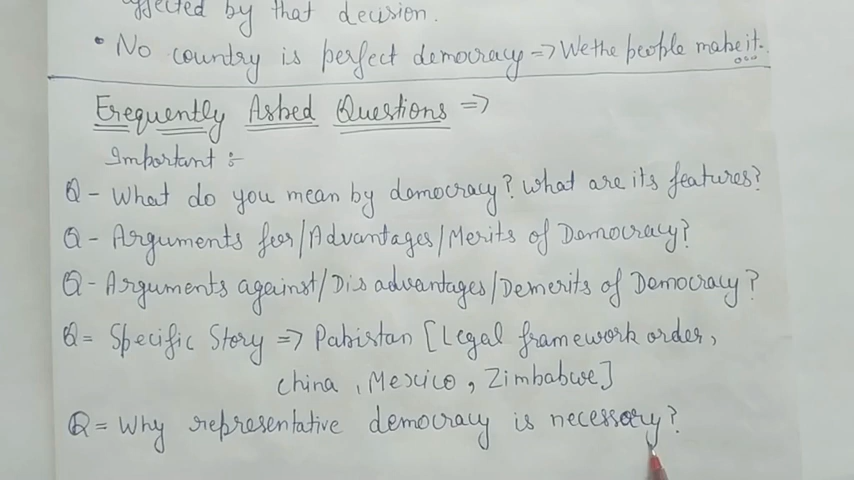 affected by that decision.
• No country is perfect democracy => We the people make it.
Frequently Asked Questions =>
Important :-
Q - What do you mean by democracy? What are its features?
Q - Arguments for/Advantages/Merits of Democracy?
Q - Arguments against/Disadvantages/Demerits of Democracy?
Q = Specific Story => Pakistan [Legal framework order,
China, Mexico, Zimbabwe]
Q = Why representative democracy is necessary?